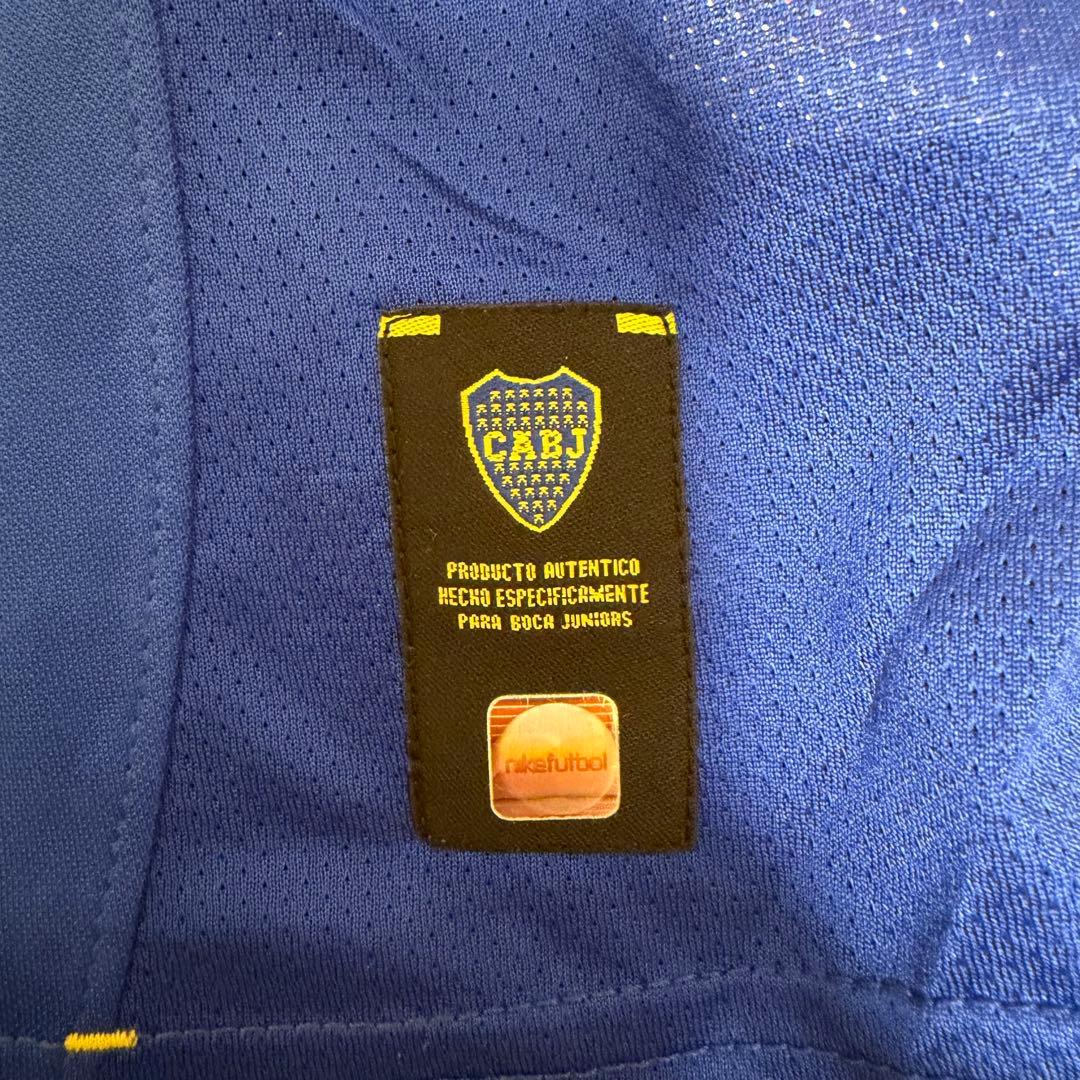 CABJ
PRODUCTO AUTENTICO
HECHO ESPECIFICAMENTE
PARA BOCA JUNIORS
nikefutbol